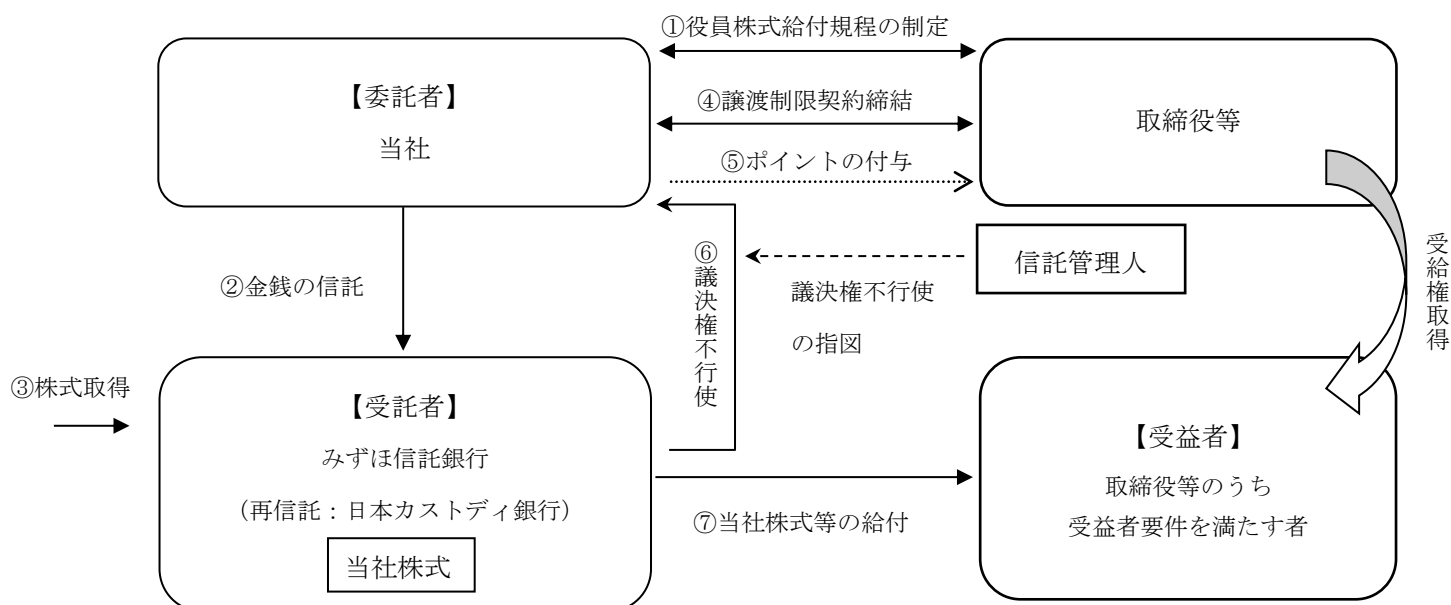 ①役員株式給付規程の制定
【委託者】
当社
④譲渡制限契約締結
取締役等
⑤ポイントの付与
②金銭の信託
⑥議決権不行使
信託管理人
議決権不行使
の指図
受給権取得
③株式取得
【受託者】
みずほ信託銀行
(再信託:日本カストディ銀行)
当社株式
⑦当社株式等の給付
【受益者】
取締役等のうち
受益者要件を満たす者